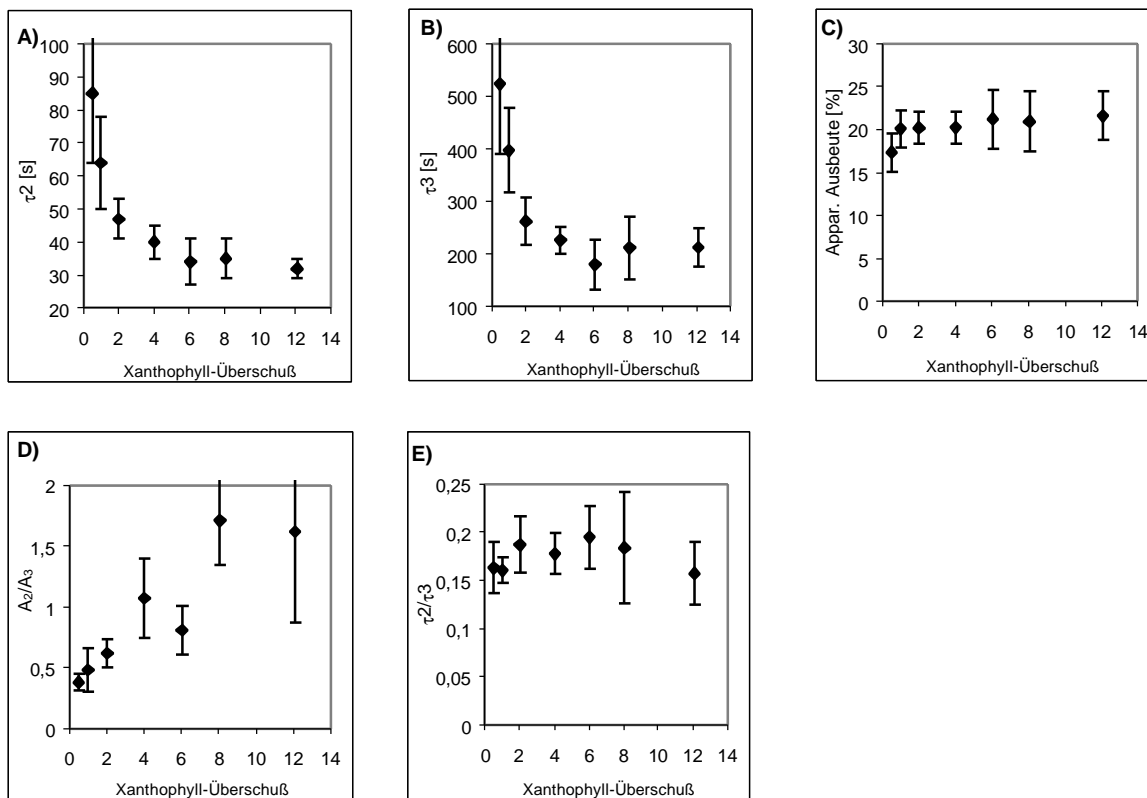 A)
100
90
80
70
60
50
40
30
20
τ2 [s]
0 2 4 6 8 10 12 14
Xanthophyll-Überschuß
B)
600
500
400
300
200
100
τ3 [s]
0 2 4 6 8 10 12 14
Xanthophyll-Überschuß
C)
30
25
20
15
10
5
0
Appar. Ausbeute [%]
0 2 4 6 8 10 12 14
Xanthophyll-Überschuß
D)
2
1,5
1
0,5
0
A2/A3
0 2 4 6 8 10 12 14
Xanthophyll-Überschuß
E)
0,25
0,2
0,15
0,1
0,05
0
τ2/τ3
0 2 4 6 8 10 12 14
Xanthophyll-Überschuß